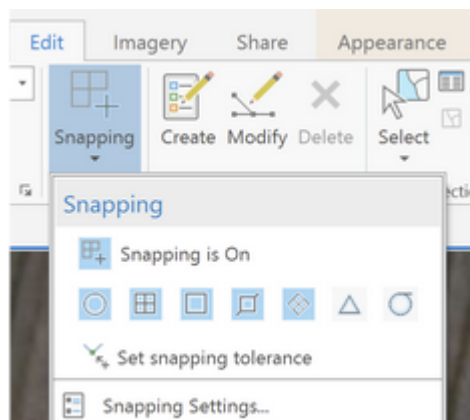 Edit Imagery Share Appearance
Snapping Create Modify Delete Select
Snapping
Snapping is On
Set snapping tolerance
Snapping Settings...